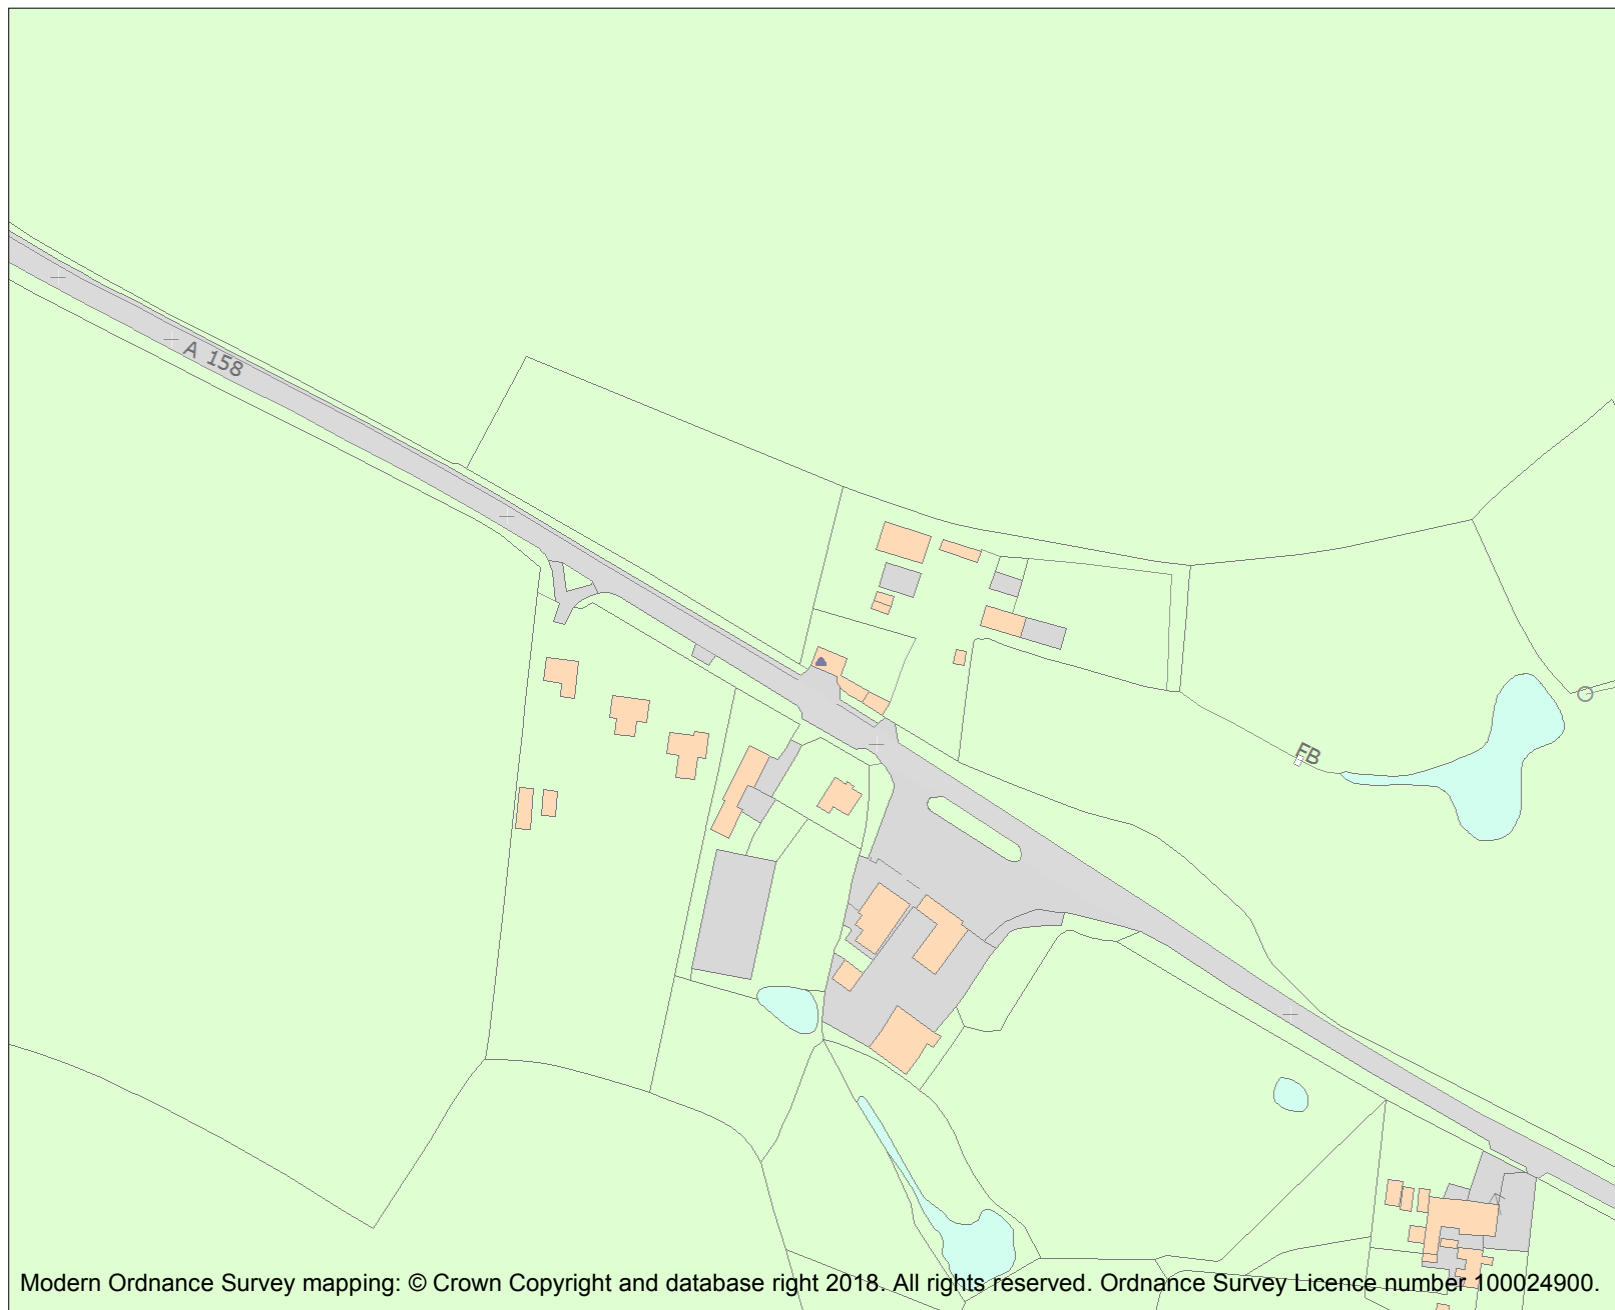 A 158
FB
Modern Ordnance Survey mapping: © Crown Copyright and database right 2018. All rights reserved. Ordnance Survey Licence number 100024900.